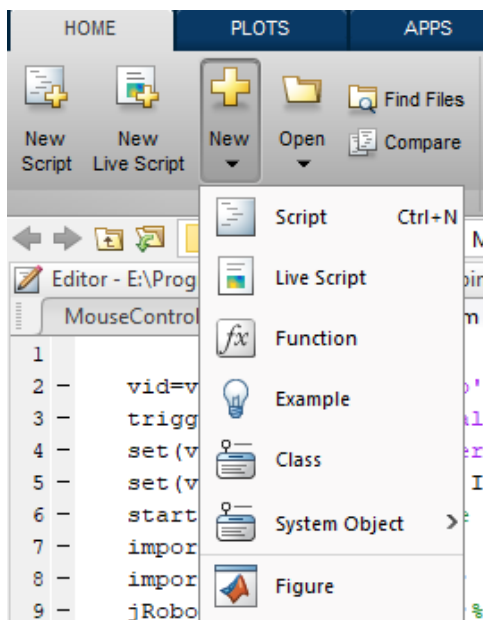 HOME PLOTS APPS
New Script
New Live Script
New
Open
Find Files
Compare
Script Ctrl+N
Live Script
fx Function
Example
Class
System Object >
Figure
Editor - E:\Prog
MouseControl
1
2 - vid=v
3 - trigg
4 - set(v
5 - set(v I
6 - start
7 - impor
8 - impor
9 - jRobo %